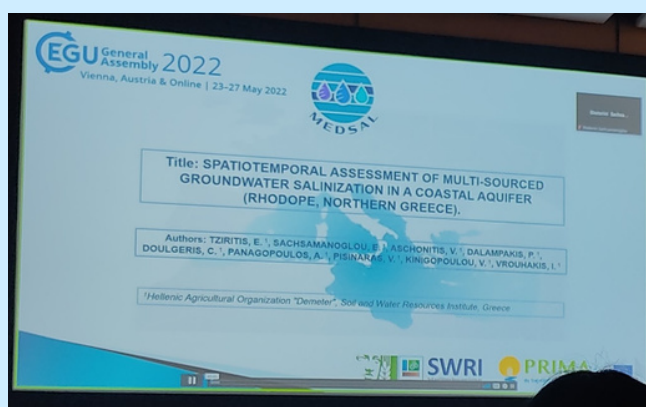 EGU General Assembly 2022
Vienna, Austria & Online | 23–27 May 2022
MEDSAL
Title: SPATIOTEMPORAL ASSESSMENT OF MULTI-SOURCED
GROUNDWATER SALINIZATION IN A COASTAL AQUIFER
(RHODOPE, NORTHERN GREECE).
Authors: TZIRITIS, E. ¹, SACHSAMANOGLOU, E. ¹, ASCHONITIS, V. ¹, DALAMPAKIS, P. ¹,
DOULGERIS, C. ¹, PANAGOPOULOS, A. ¹, PISINARAS, V. ¹, KINIGOPOULOU, V. ¹, VROUHAKIS, I. ¹
¹Hellenic Agricultural Organization "Demeter", Soil and Water Resources Institute, Greece
SWRI
PRIMA